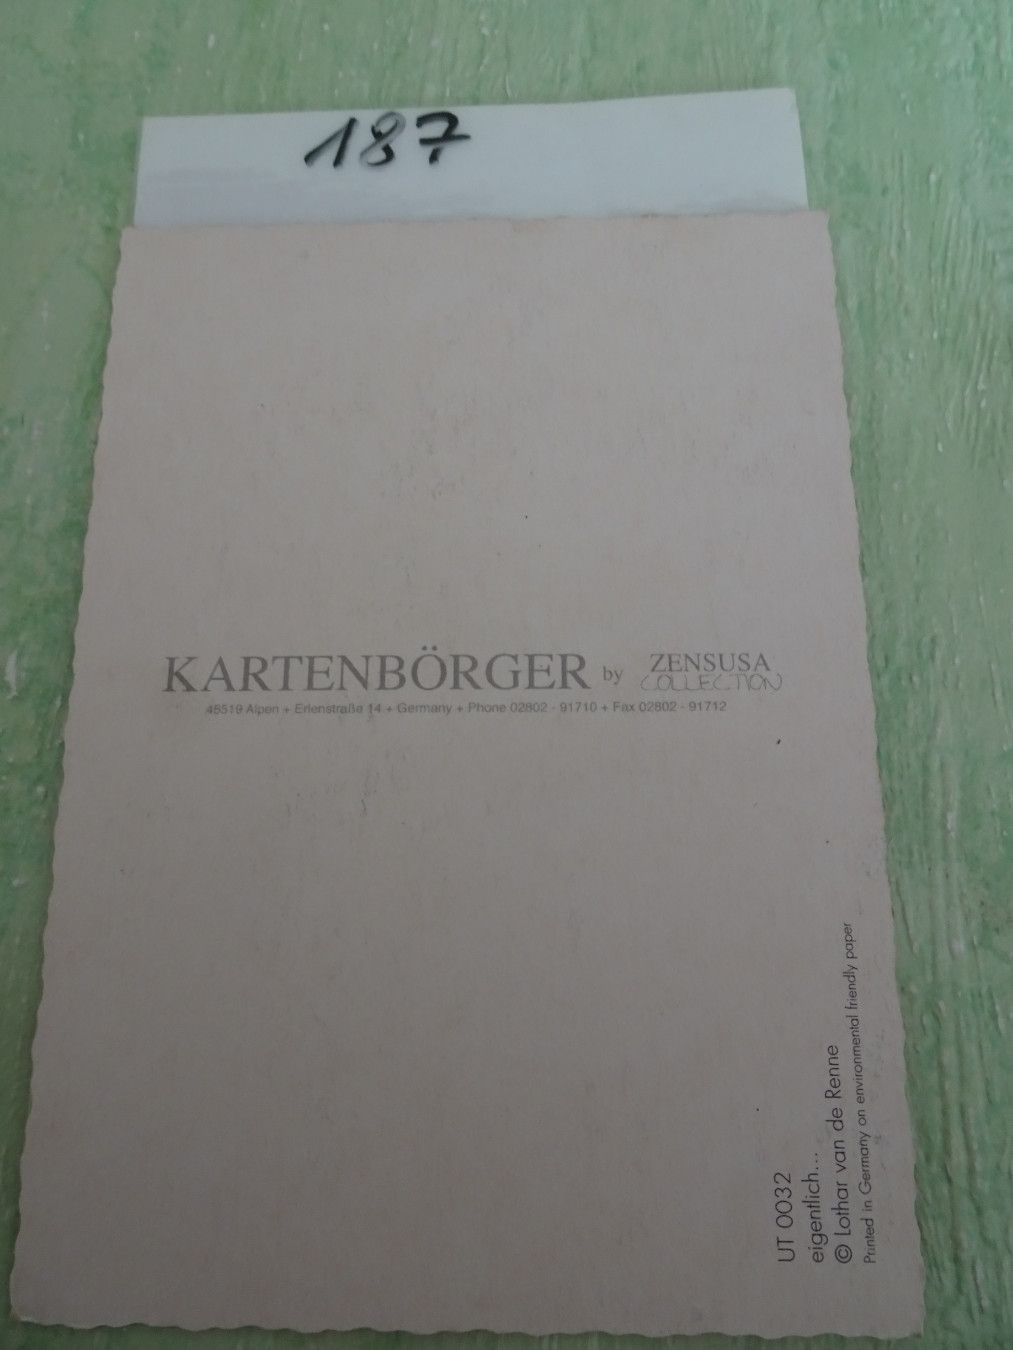 187
KARTENBÖRGER by ZENSUSA COLLECTION
46519 Alpen + Erlenstraße 14 + Germany + Phone 02802 - 91710 + Fax 02802 - 91712
UT 0032
eigentlich...
© Lothar van de Renne
Printed in Germany on environmental friendly paper